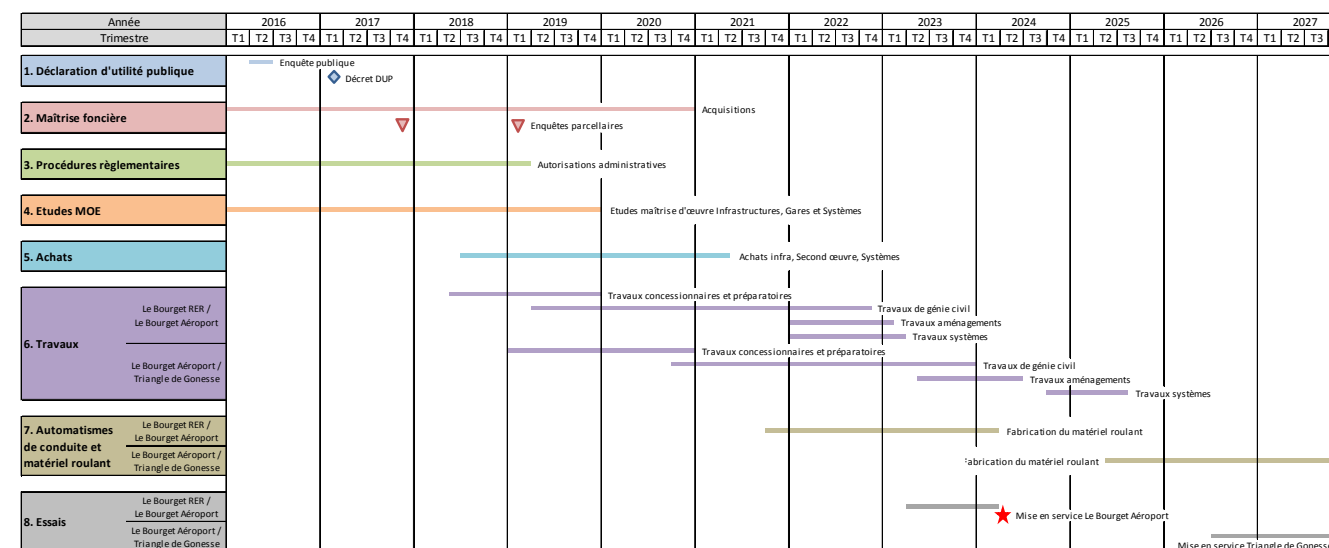 Année 2016 2017 2018 2019 2020 2021 2022 2023 2024 2025 2026 2027
Trimestre T1 T2 T3 T4 T1 T2 T3 T4 T1 T2 T3 T4 T1 T2 T3 T4 T1 T2 T3 T4 T1 T2 T3 T4 T1 T2 T3 T4 T1 T2 T3 T4 T1 T2 T3 T4 T1 T2 T3 T4 T1 T2 T3 T4 T1 T2 T3
Enquête publique
1. Déclaration d'utilité publique
Décret DUP
Acquisitions
2. Maîtrise foncière
Enquêtes parcellaires
3. Procédures règlementaires
Autorisations administratives
4. Etudes MOE
Etudes maîtrise d'œuvre Infrastructures, Gares et Systèmes
5. Achats
Achats infra, Second œuvre, Systèmes
6. Travaux
Le Bourget RER /
Le Bourget Aéroport
Travaux concessionnaires et préparatoires
Travaux de génie civil
Travaux aménagements
Travaux systèmes
Le Bourget Aéroport /
Triangle de Gonesse
Travaux concessionnaires et préparatoires
Travaux de génie civil
Travaux aménagements
Travaux systèmes
7. Automatismes
de conduite et
matériel roulant
Le Bourget RER /
Le Bourget Aéroport
Fabrication du matériel roulant
Le Bourget Aéroport /
Triangle de Gonesse
Fabrication du matériel roulant
8. Essais
Le Bourget RER /
Le Bourget Aéroport
Mise en service Le Bourget Aéroport
Le Bourget Aéroport /
Triangle de Gonesse
Mise en service Triangle de Gonesse